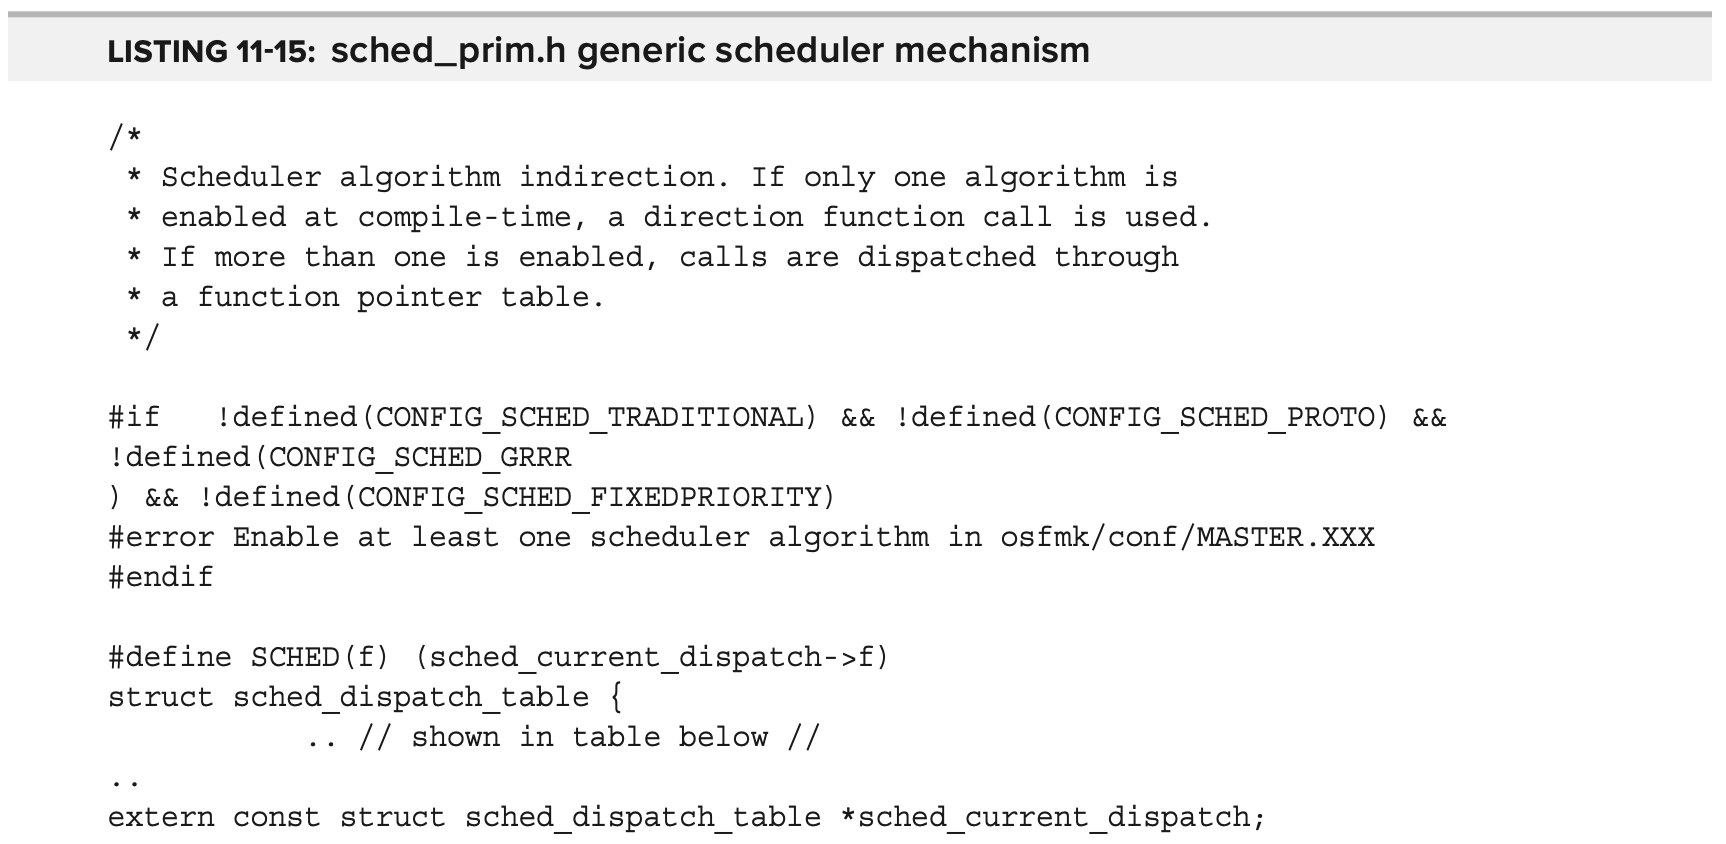 LISTING 11-15: sched_prim.h generic scheduler mechanism
/*
 * Scheduler algorithm indirection. If only one algorithm is
 * enabled at compile-time, a direction function call is used.
 * If more than one is enabled, calls are dispatched through
 * a function pointer table.
 */
#if   !defined(CONFIG_SCHED_TRADITIONAL) && !defined(CONFIG_SCHED_PROTO) &&
!defined(CONFIG_SCHED_GRRR
) && !defined(CONFIG_SCHED_FIXEDPRIORITY)
#error Enable at least one scheduler algorithm in osfmk/conf/MASTER.XXX
#endif
#define SCHED(f) (sched_current_dispatch->f)
struct sched_dispatch_table {
           .. // shown in table below //
..
extern const struct sched_dispatch_table *sched_current_dispatch;